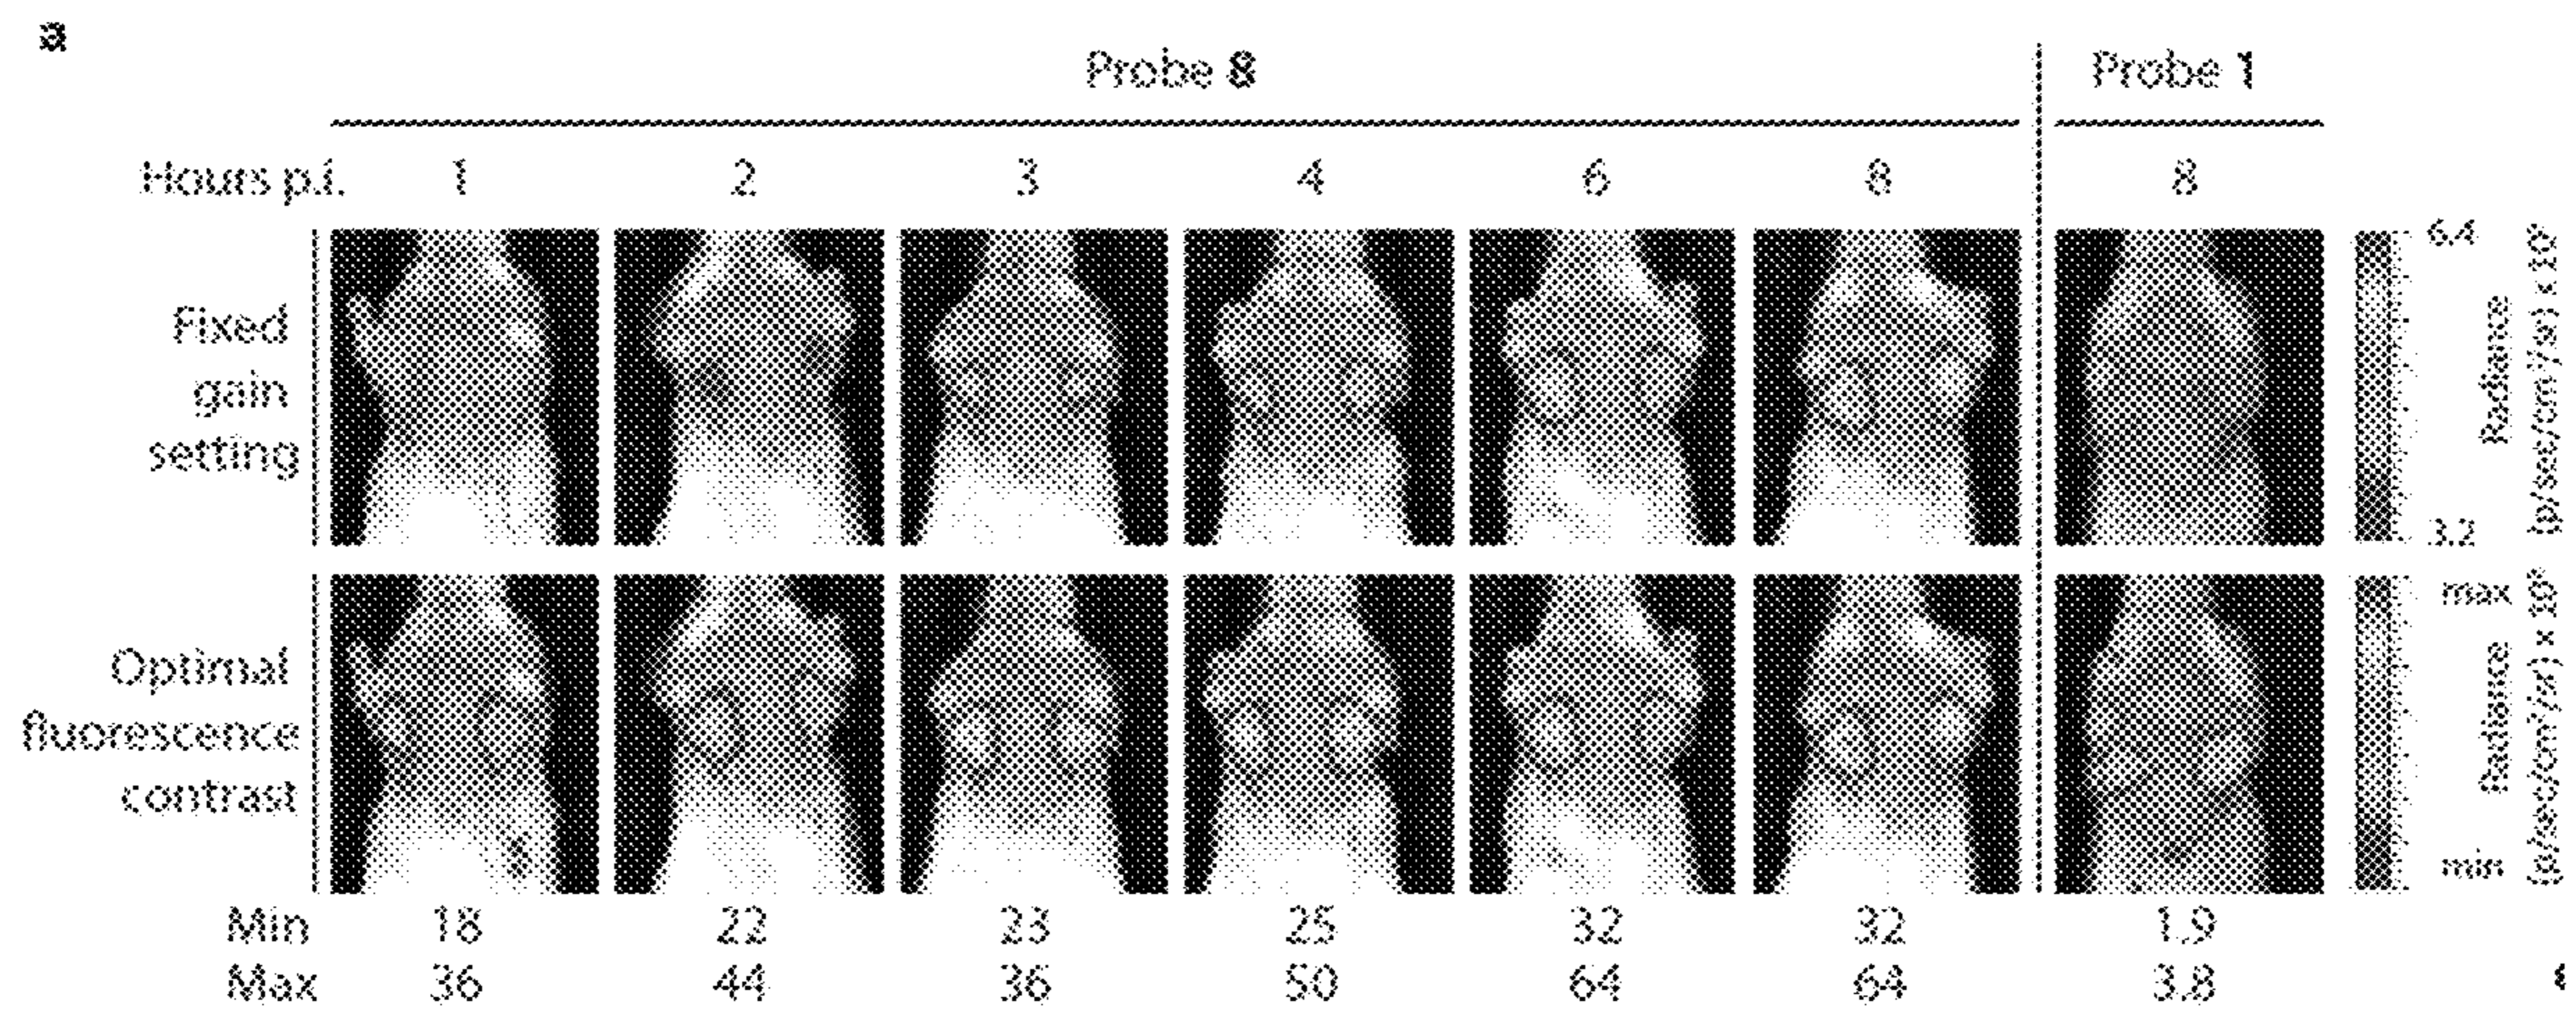 a
Probe 8
Probe 1
Hours p.i. 1 2 3 4 6 8 8
Fixed
gain
setting
6.4
3.2
Radiance
Optimal
fluorescence
contrast
max
min
Radiance
Min 18 22 23 25 32 32 1.9
Max 36 44 36 50 64 64 3.8